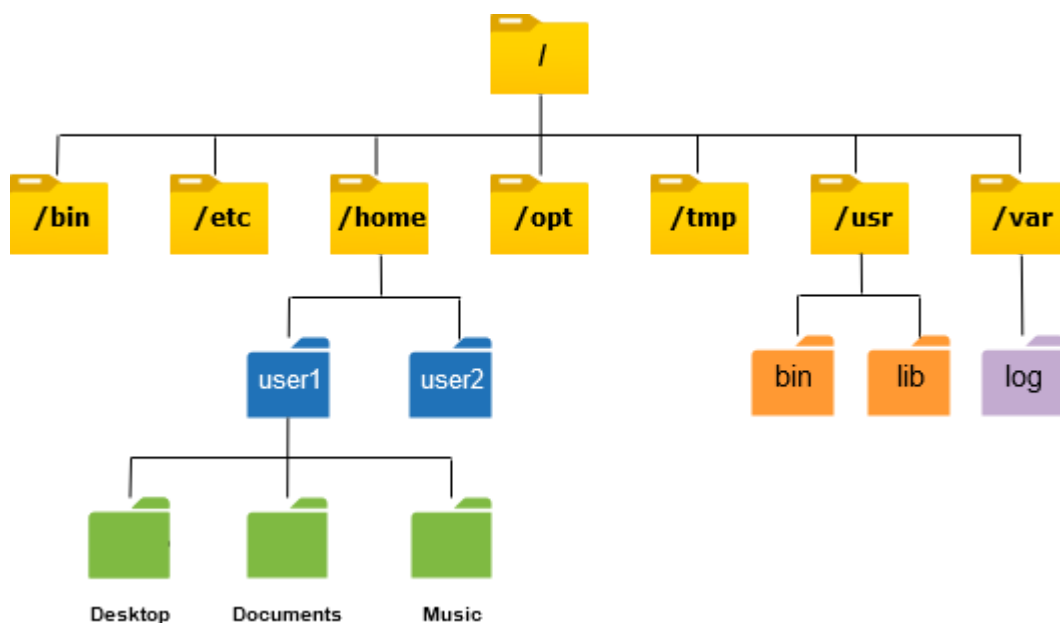 /
/bin /etc /home /opt /tmp /usr /var
user1 user2 bin lib log
Desktop Documents Music